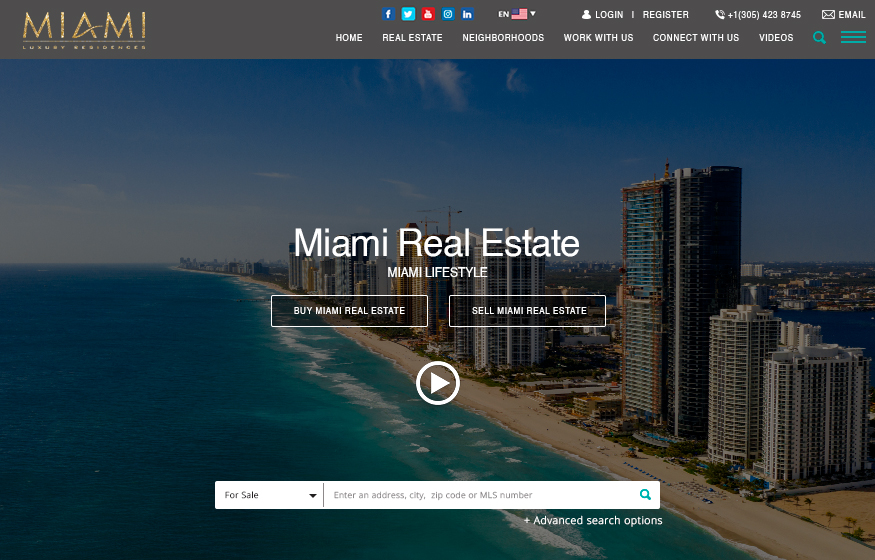 MIAMI
LUXURY RESIDENCES
EN
LOGIN | REGISTER
+1(305) 423 8745
EMAIL
HOME REAL ESTATE NEIGHBORHOODS WORK WITH US CONNECT WITH US VIDEOS
Miami Real Estate
MIAMI LIFESTYLE
BUY MIAMI REAL ESTATE
SELL MIAMI REAL ESTATE
For Sale
Enter an address, city, zip code or MLS number
+ Advanced search options